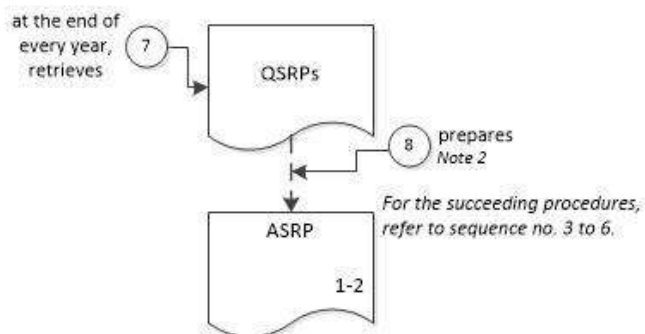 at the end of
every year,
retrieves
7
QSRPs
8
prepares
Note 2
For the succeeding procedures,
refer to sequence no. 3 to 6.
ASRP
1-2